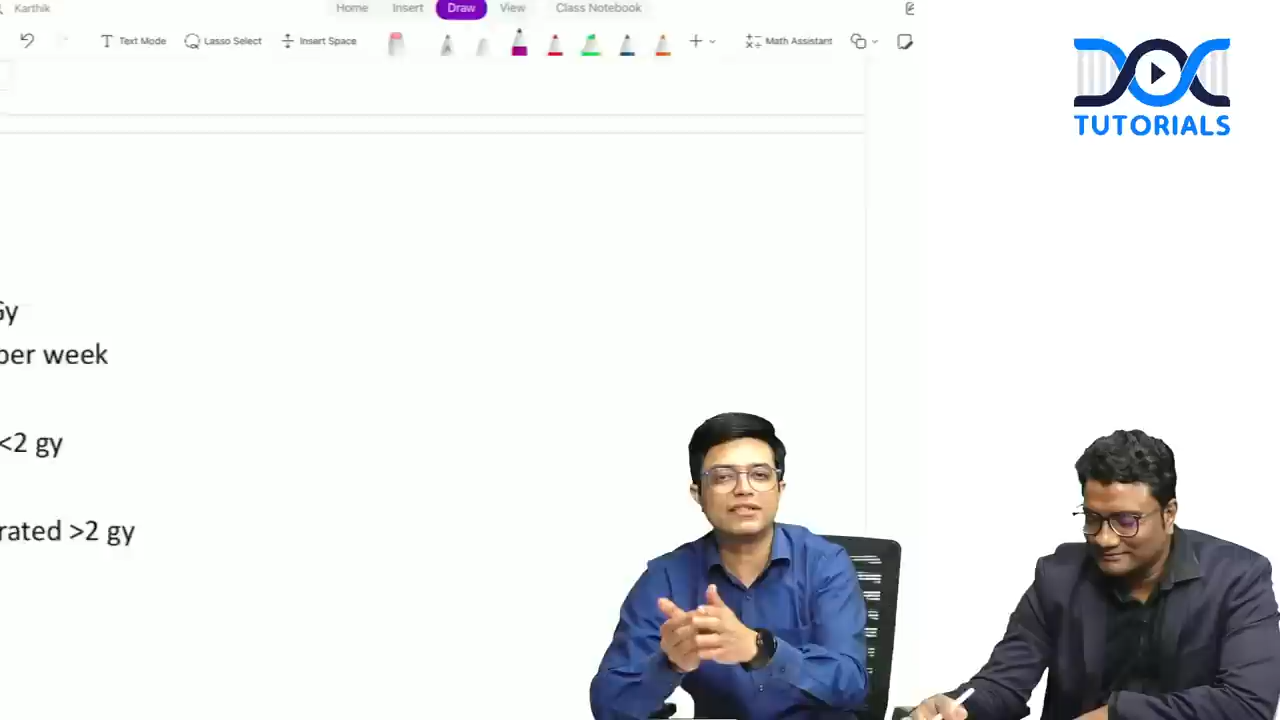 Karthik
Home Insert Draw View Class Notebook
Text Mode Lasso Select Insert Space Math Assistant
TUTORIALS
Gy
per week
<2 gy
rated >2 gy